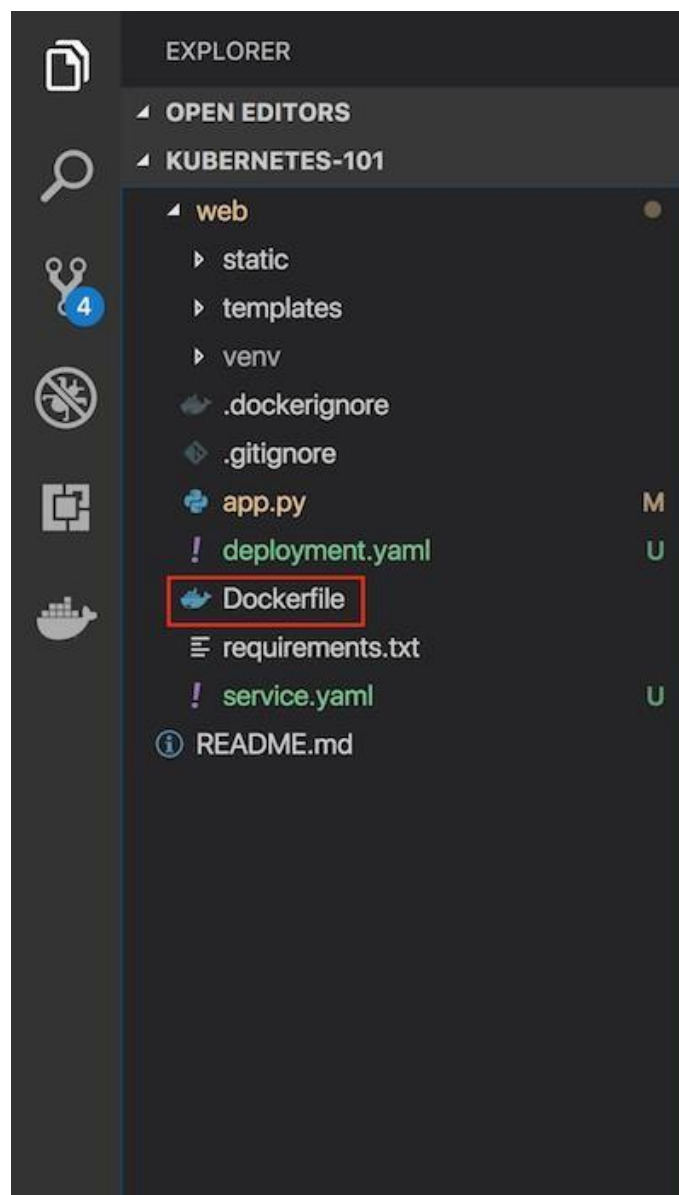 EXPLORER
OPEN EDITORS
KUBERNETES-101
web
static
templates
4
venv
.dockerignore
.gitignore
app.py M
deployment.yaml U
Dockerfile
requirements.txt
service.yaml U
README.md